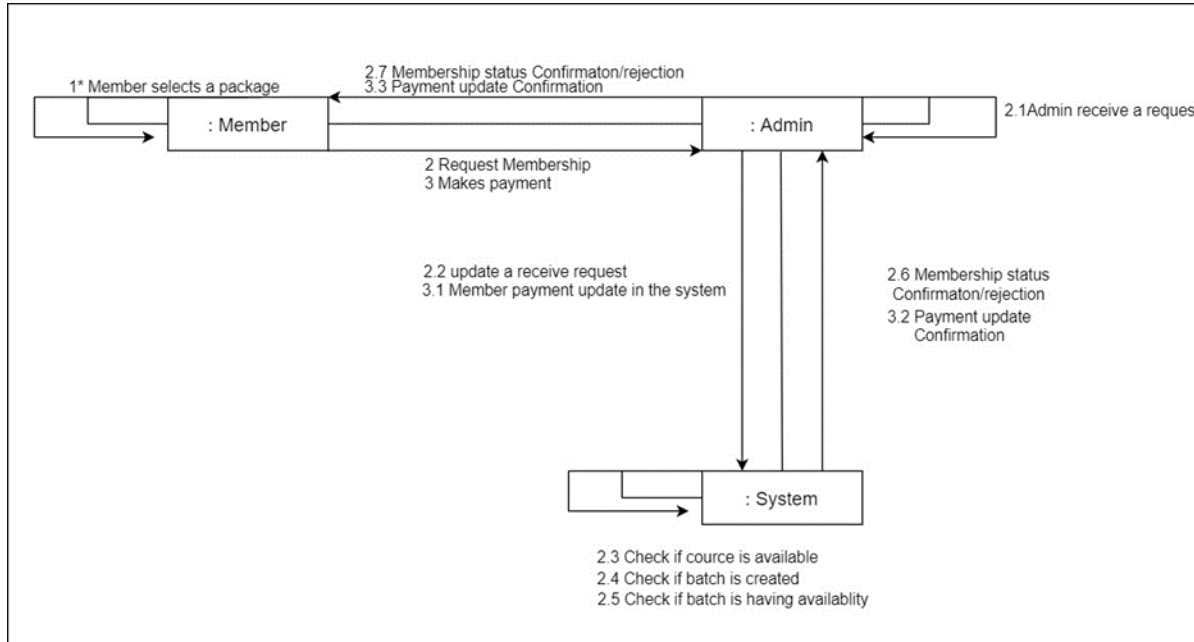 2.7 Membership status Confirmaton/rejection
1* Member selects a package
3.3 Payment update Confirmation
: Member
: Admin
2.1Admin receive a reques
2 Request Membership
3 Makes payment
2.2 update a receive request
3.1 Member payment update in the system
2.6 Membership status
Confirmaton/rejection
3.2 Payment update
Confirmation
: System
2.3 Check if cource is available
2.4 Check if batch is created
2.5 Check if batch is having availablity